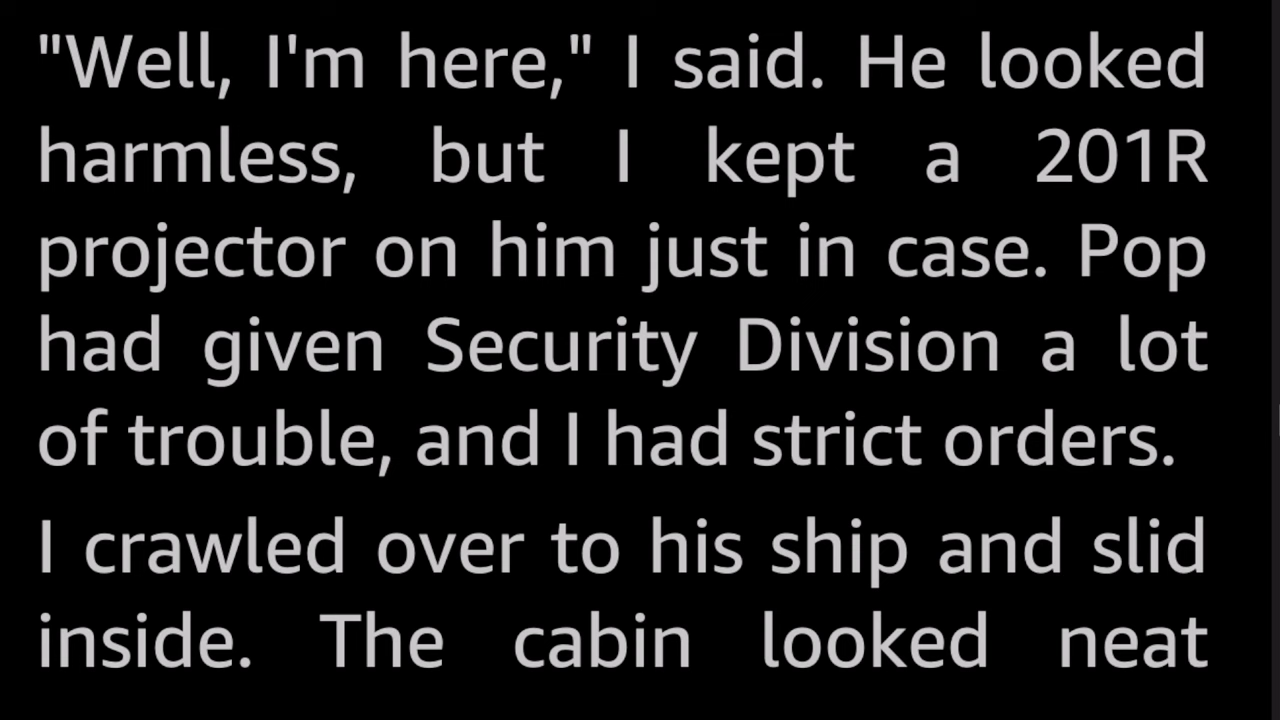 "Well, I'm here," I said. He looked
harmless, but I kept a 201R
projector on him just in case. Pop
had given Security Division a lot
of trouble, and I had strict orders.
I crawled over to his ship and slid
inside. The cabin looked neat